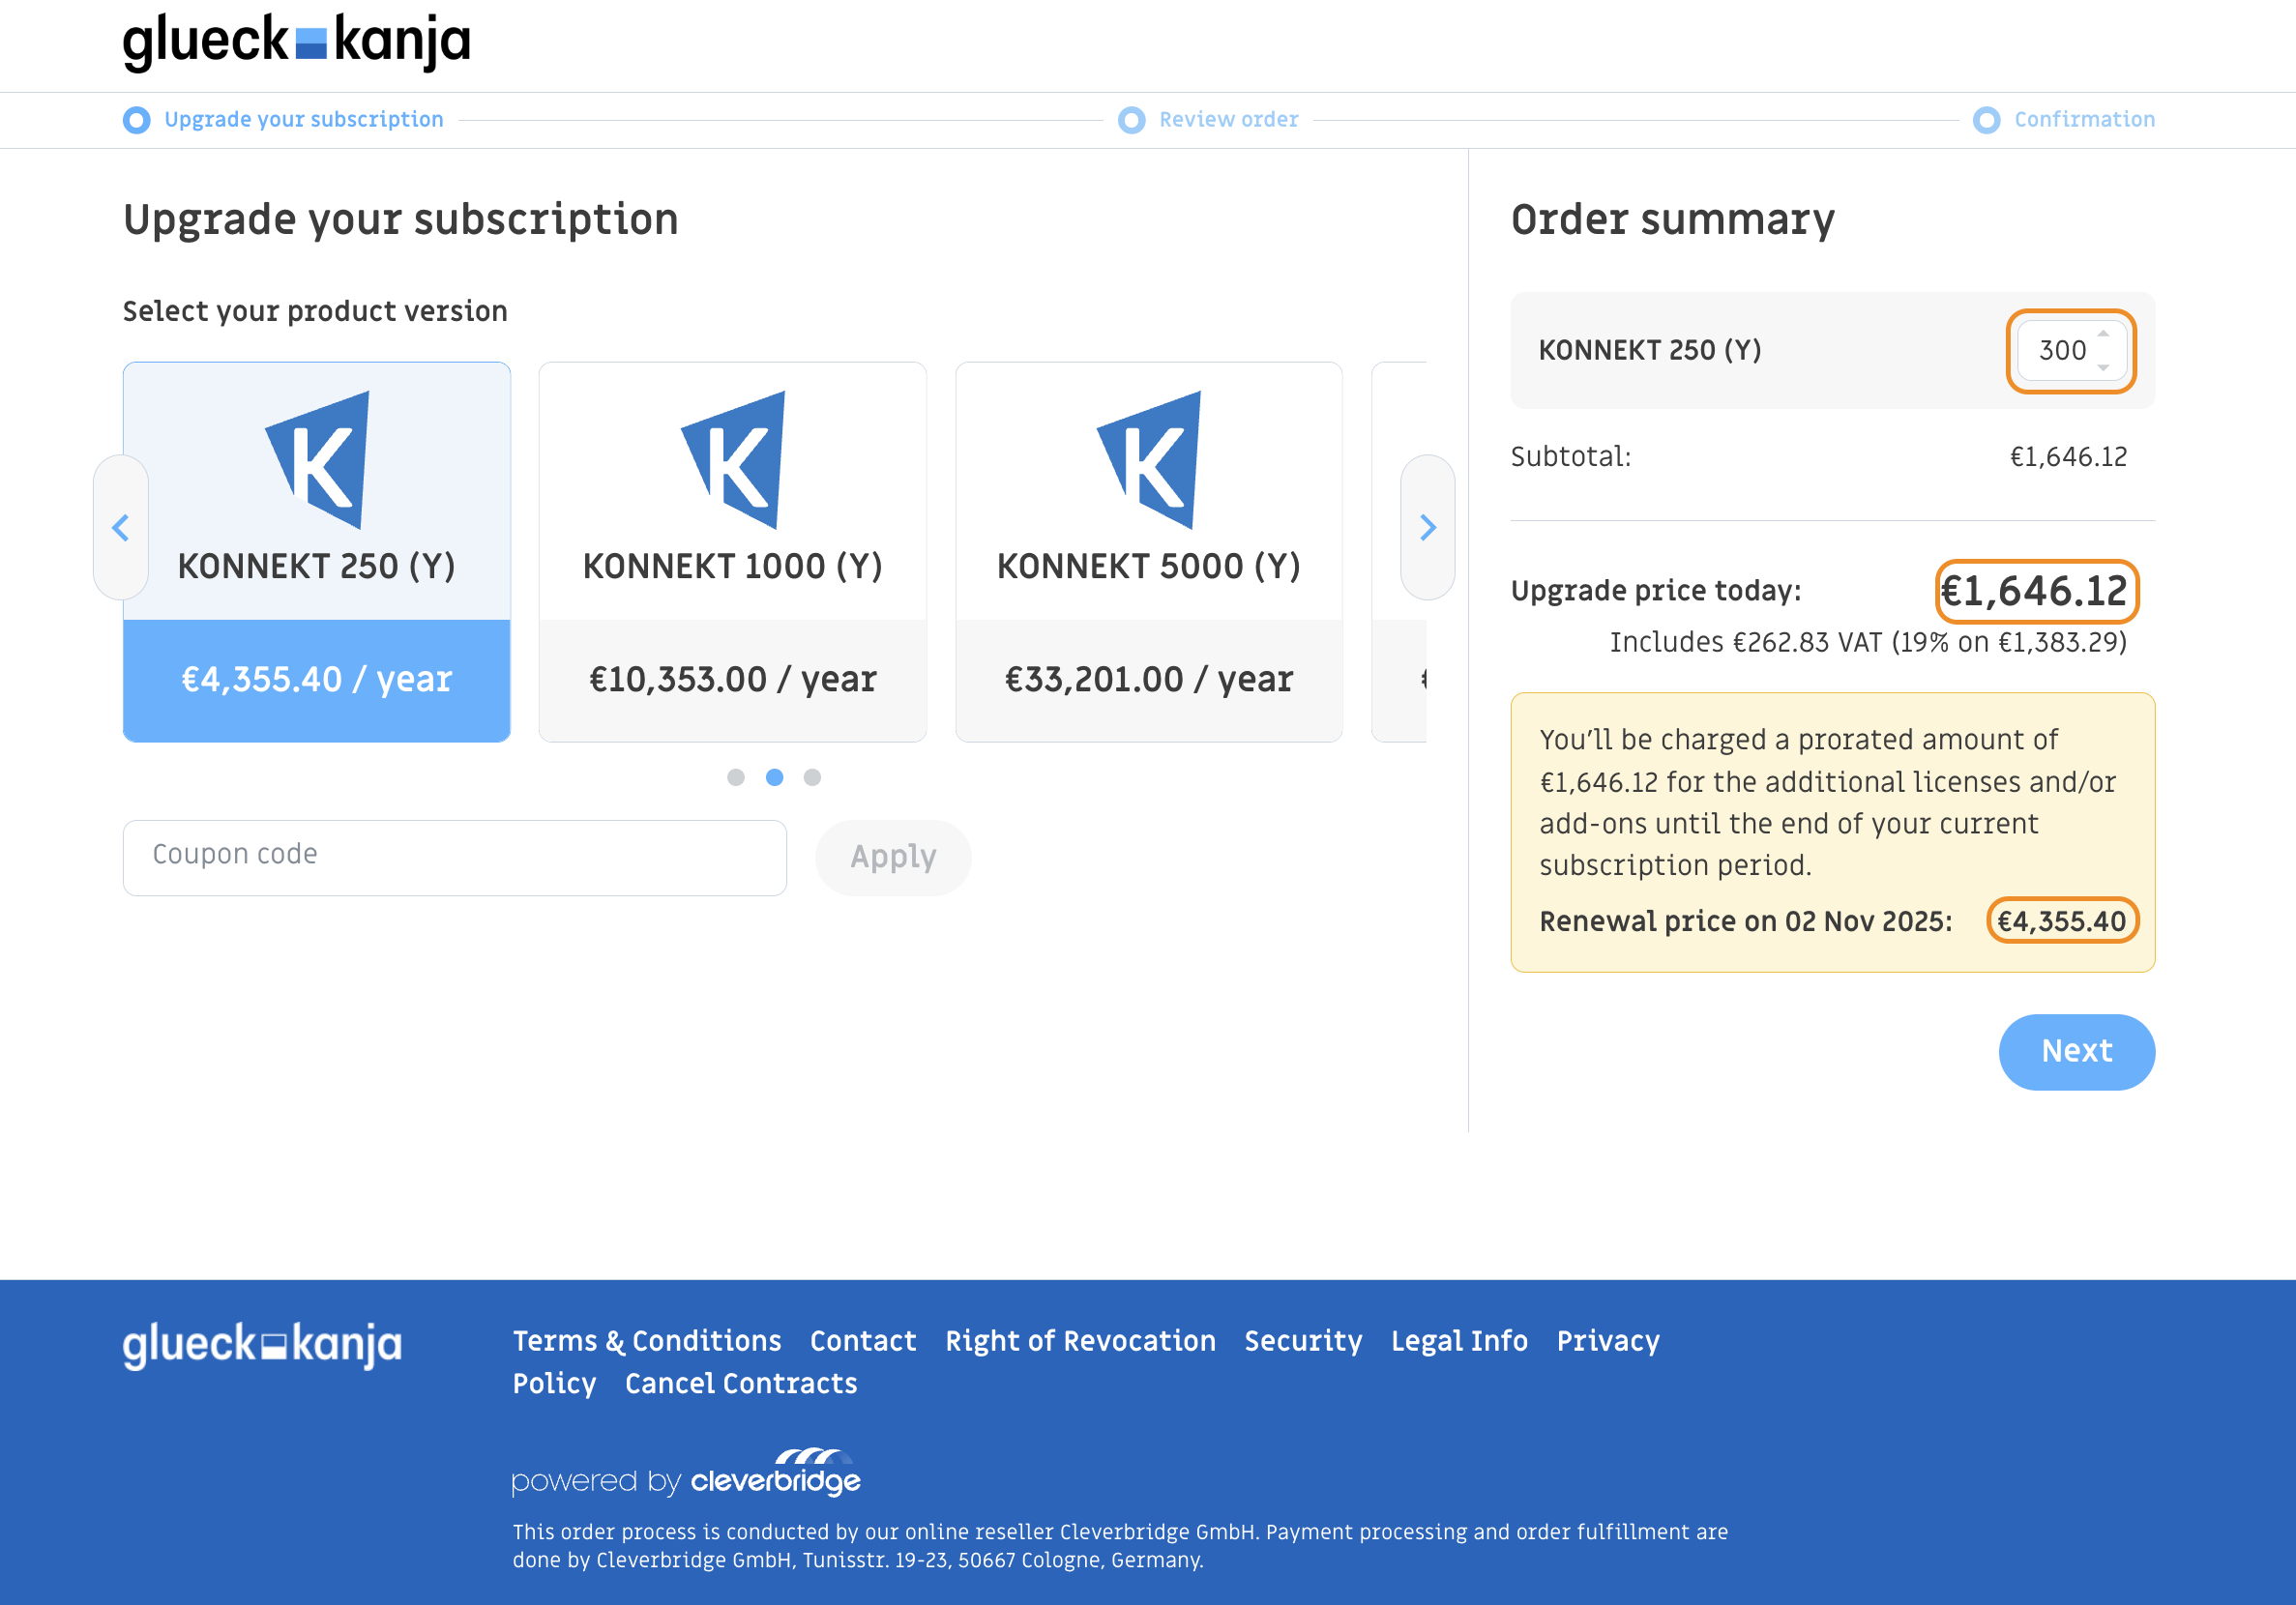 glueck kanja
Upgrade your subscription
Review order
Confirmation
Upgrade your subscription
Select your product version
K
KONNEKT 250 (Y)
€4,355.40 / year
K
KONNEKT 1000 (Y)
€10,353.00 / year
K
KONNEKT 5000 (Y)
€33,201.00 / year
Coupon code
Apply
Order summary
KONNEKT 250 (Y)
300
Subtotal:
€1,646.12
Upgrade price today:
€1,646.12
Includes €262.83 VAT (19% on €1,383.29)
You’ll be charged a prorated amount of
€1,646.12 for the additional licenses and/or
add-ons until the end of your current
subscription period.
Renewal price on 02 Nov 2025:
€4,355.40
Next
glueck kanja
Terms & Conditions Contact Right of Revocation Security Legal Info Privacy
Policy Cancel Contracts
powered by cleverbridge
This order process is conducted by our online reseller Cleverbridge GmbH. Payment processing and order fulfillment are
done by Cleverbridge GmbH, Tunisstr. 19-23, 50667 Cologne, Germany.